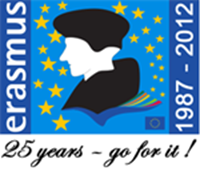 erasmus
1987 - 2012
25 years - go for it !